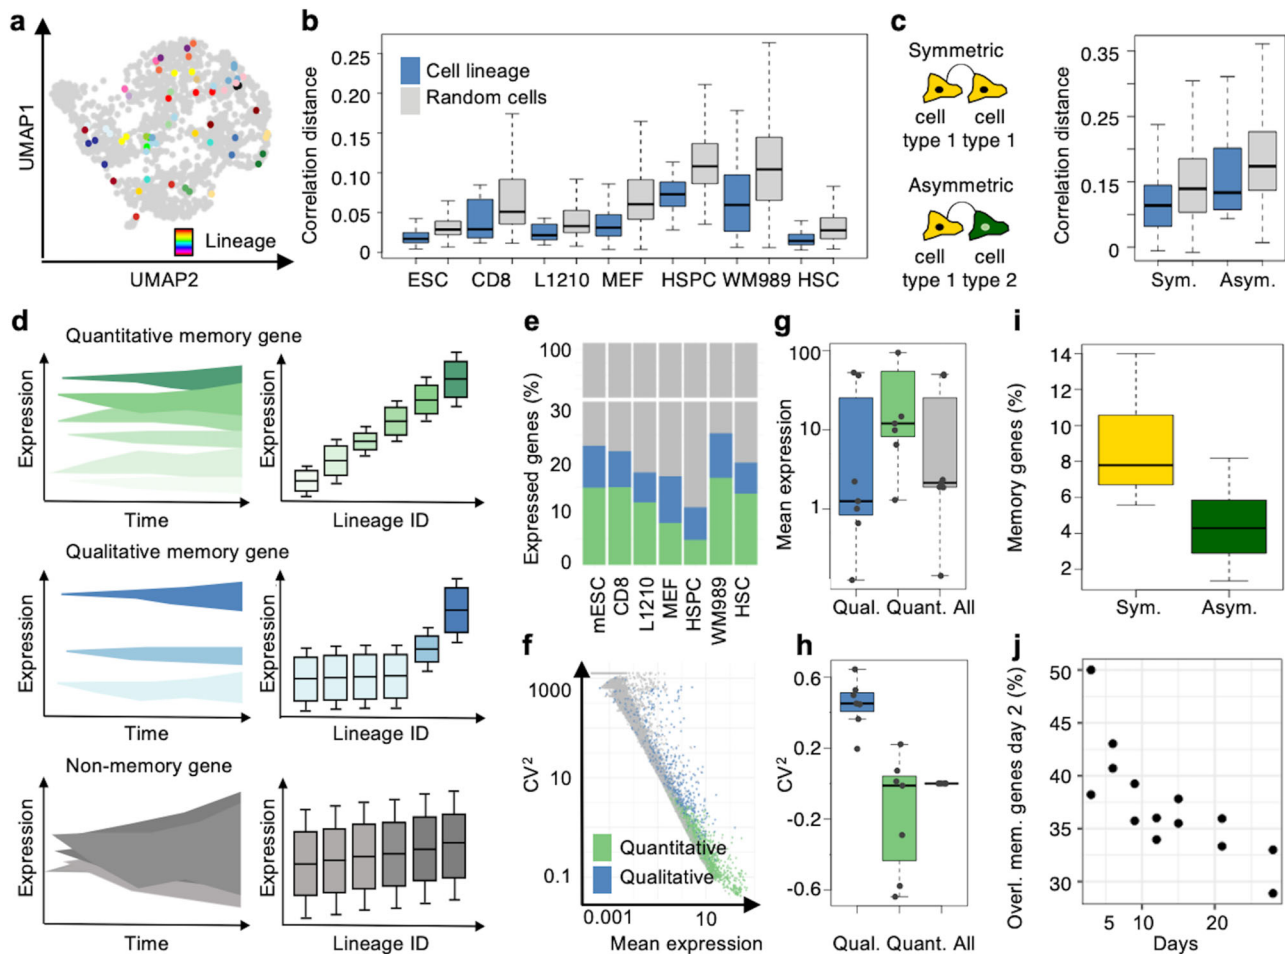 a
UMAP1
UMAP2
Lineage
b
Correlation distance
0.25
0.20
0.15
0.10
0.05
0
Cell lineage
Random cells
ESC CD8 L1210 MEF HSPC WM989 HSC
c
Symmetric
cell cell
type 1 type 1
Asymmetric
cell cell
type 1 type 2
Correlation distance
0.35
0.25
0.15
0
Sym. Asym.
d
Quantitative memory gene
Expression
Time
Expression
Lineage ID
Qualitative memory gene
Expression
Time
Expression
Lineage ID
Non-memory gene
Expression
Time
Expression
Lineage ID
e
Expressed genes (%)
100
30
20
10
0
mESC
CD8
L1210
MEF
HSPC
WM989
HSC
f
CV2
1000
10
0.1
Quantitative
Qualitative
0.001 10
Mean expression
g
Mean expression
100
10
1
Qual. Quant. All
h
CV2
0.6
0.2
-0.2
-0.6
Qual. Quant. All
i
Memory genes (%)
14
12
10
8
6
4
2
Sym. Asym.
j
Overl. mem. genes day 2 (%)
50
45
40
35
30
5 10 20
Days